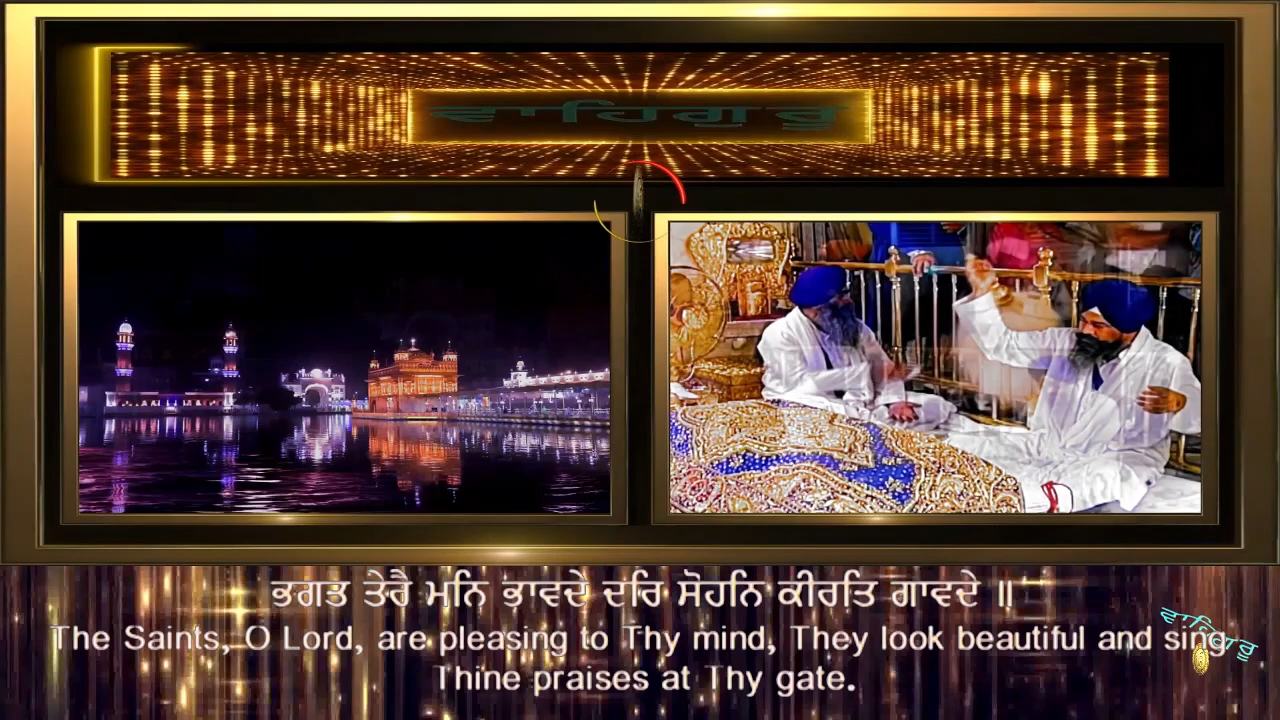 ਵਾਹਿਗੁਰੂ
ਭਗਤ ਤੇਰੈ ਮਨਿ ਭਾਵਦੇ ਦਰਿ ਸੋਹਨਿ ਕੀਰਤਿ ਗਾਵਦੇ ॥
The Saints, O Lord, are pleasing to Thy mind, They look beautiful and sing
Thine praises at Thy gate.
ਵਾਹਿਗੁਰੂ